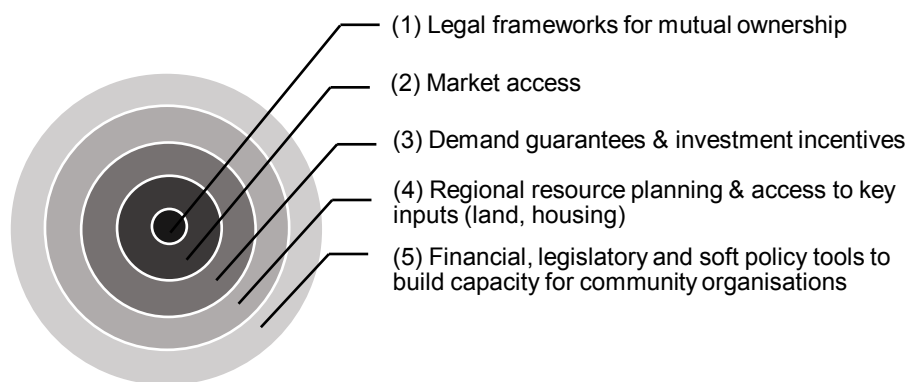 (1) Legal frameworks for mutual ownership
(2) Market access
(3) Demand guarantees & investment incentives
(4) Regional resource planning & access to key
inputs (land, housing)
(5) Financial, legislatory and soft policy tools to
build capacity for community organisations